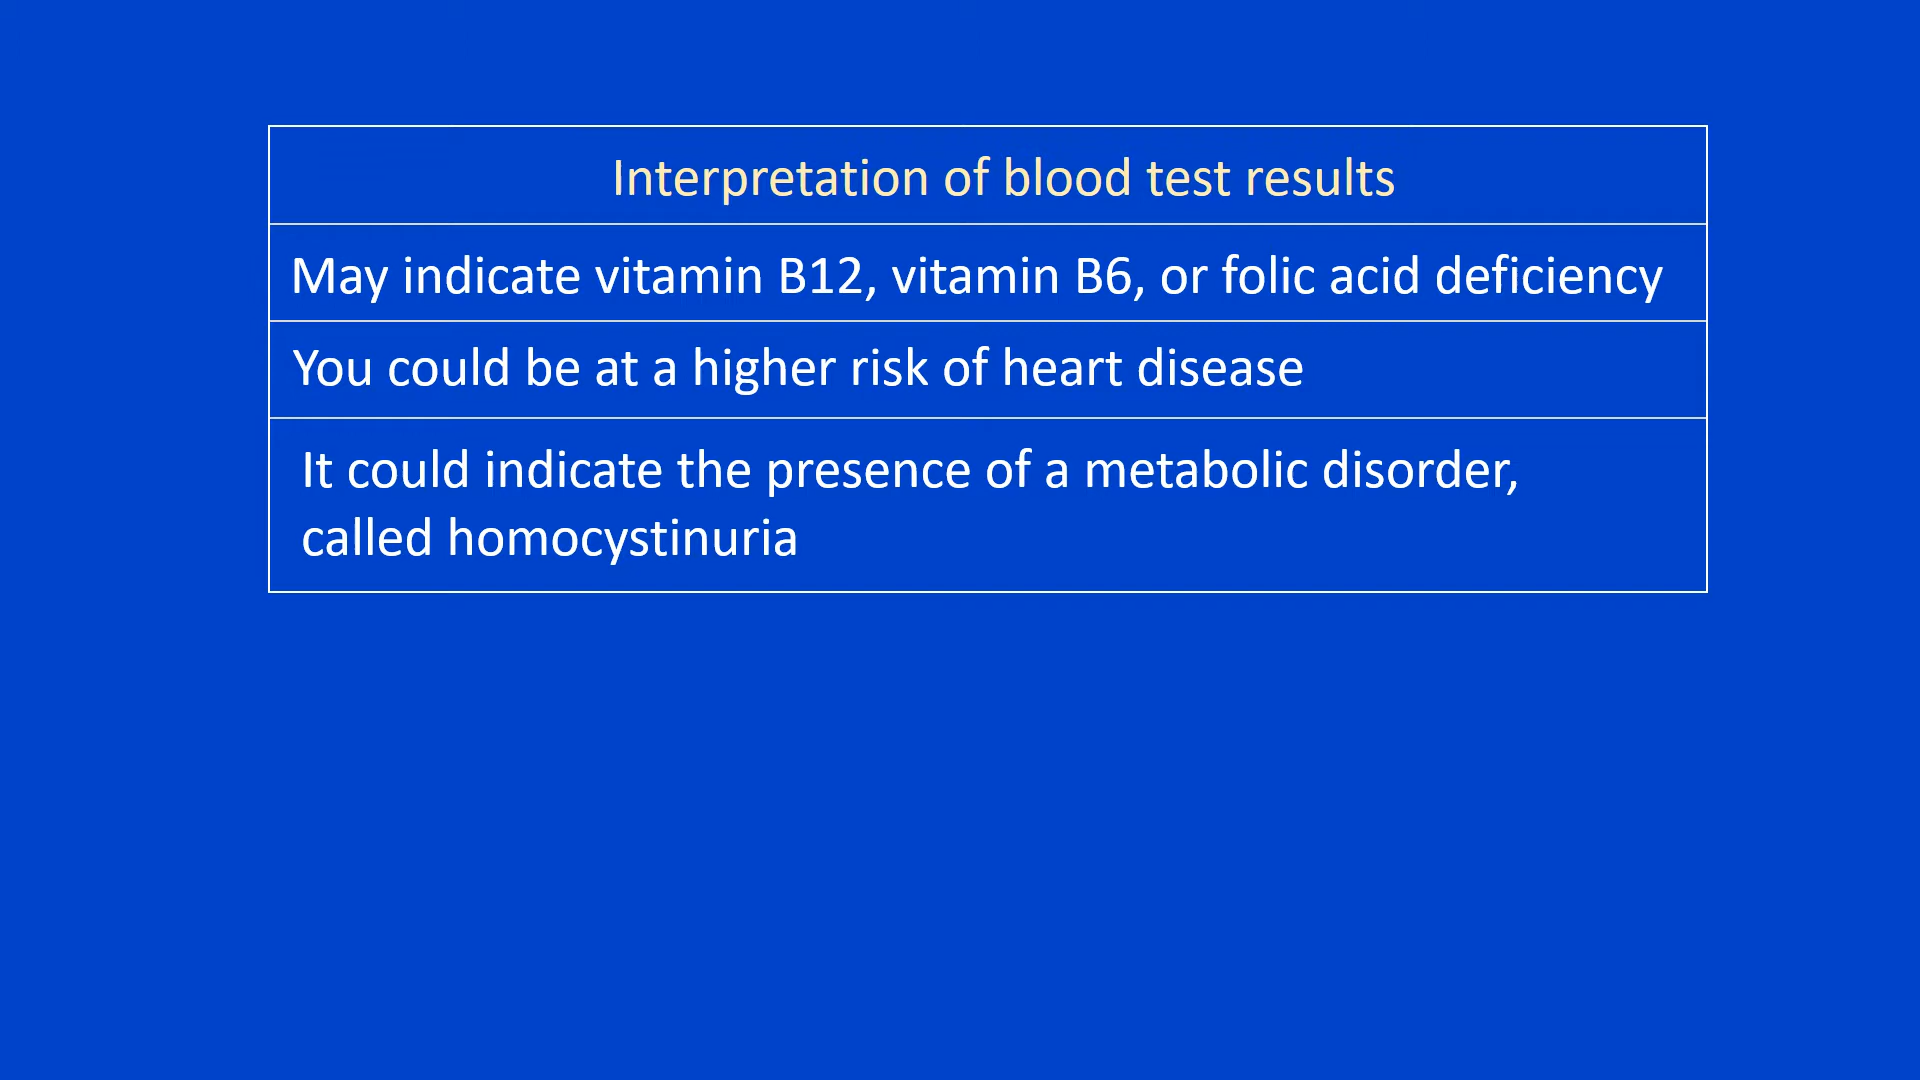 Interpretation of blood test results
May indicate vitamin B12, vitamin B6, or folic acid deficiency
You could be at a higher risk of heart disease
It could indicate the presence of a metabolic disorder,
called homocystinuria